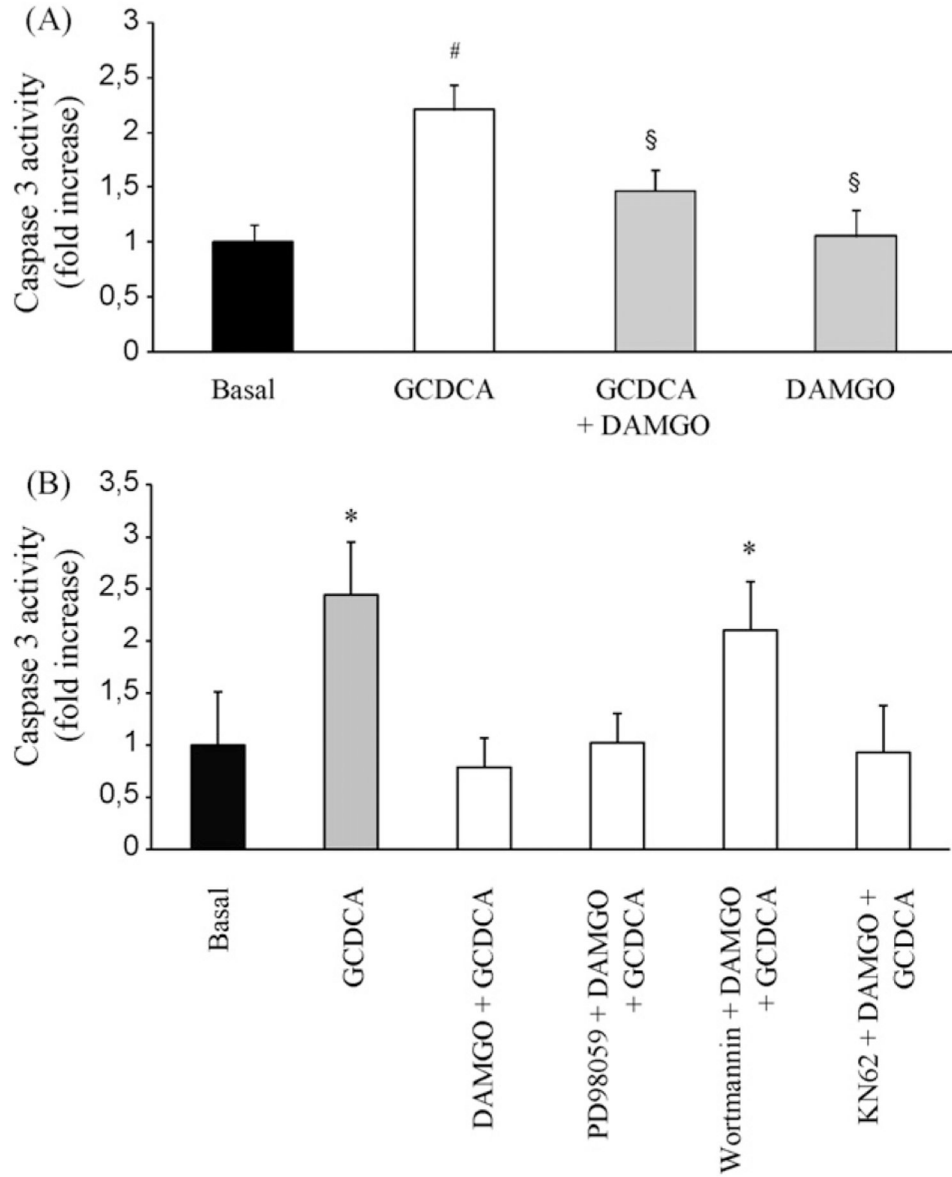 (A)
Caspase 3 activity
(fold increase)
3
2,5
2
1,5
1
0,5
0
#
§
§
Basal
GCDCA
GCDCA
+ DAMGO
DAMGO
(B)
Caspase 3 activity
(fold increase)
3,5
3
2,5
2
1,5
1
0,5
0
*
*
Basal
GCDCA
DAMGO + GCDCA
PD98059 + DAMGO
+ GCDCA
Wortmannin + DAMGO
+ GCDCA
KN62 + DAMGO +
GCDCA